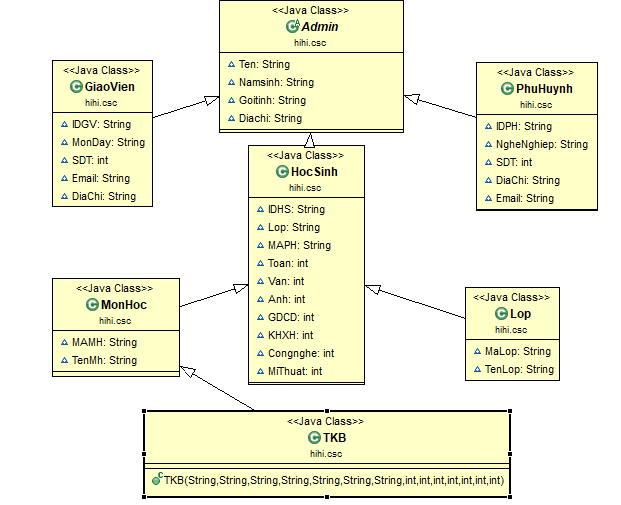 <<Java Class>>
Admin
hihi.csc
Ten: String
Namsinh: String
Goitinh: String
Diachi: String
<<Java Class>>
GiaoVien
hihi.csc
IDGV: String
MonDay: String
SDT: int
Email: String
DiaChi: String
<<Java Class>>
PhuHuynh
hihi.csc
IDPH: String
NgheNghiep: String
SDT: int
DiaChi: String
Email: String
<<Java Class>>
HocSinh
hihi.csc
IDHS: String
Lop: String
MAPH: String
Toan: int
Van: int
Anh: int
GDCD: int
KHXH: int
Congnghe: int
MiThuat: int
<<Java Class>>
MonHoc
hihi.csc
MAMH: String
TenMh: String
<<Java Class>>
Lop
hihi.csc
MaLop: String
TenLop: String
<<Java Class>>
TKB
hihi.csc
TKB(String,String,String,String,String,String,String,int,int,int,int,int,int,int)